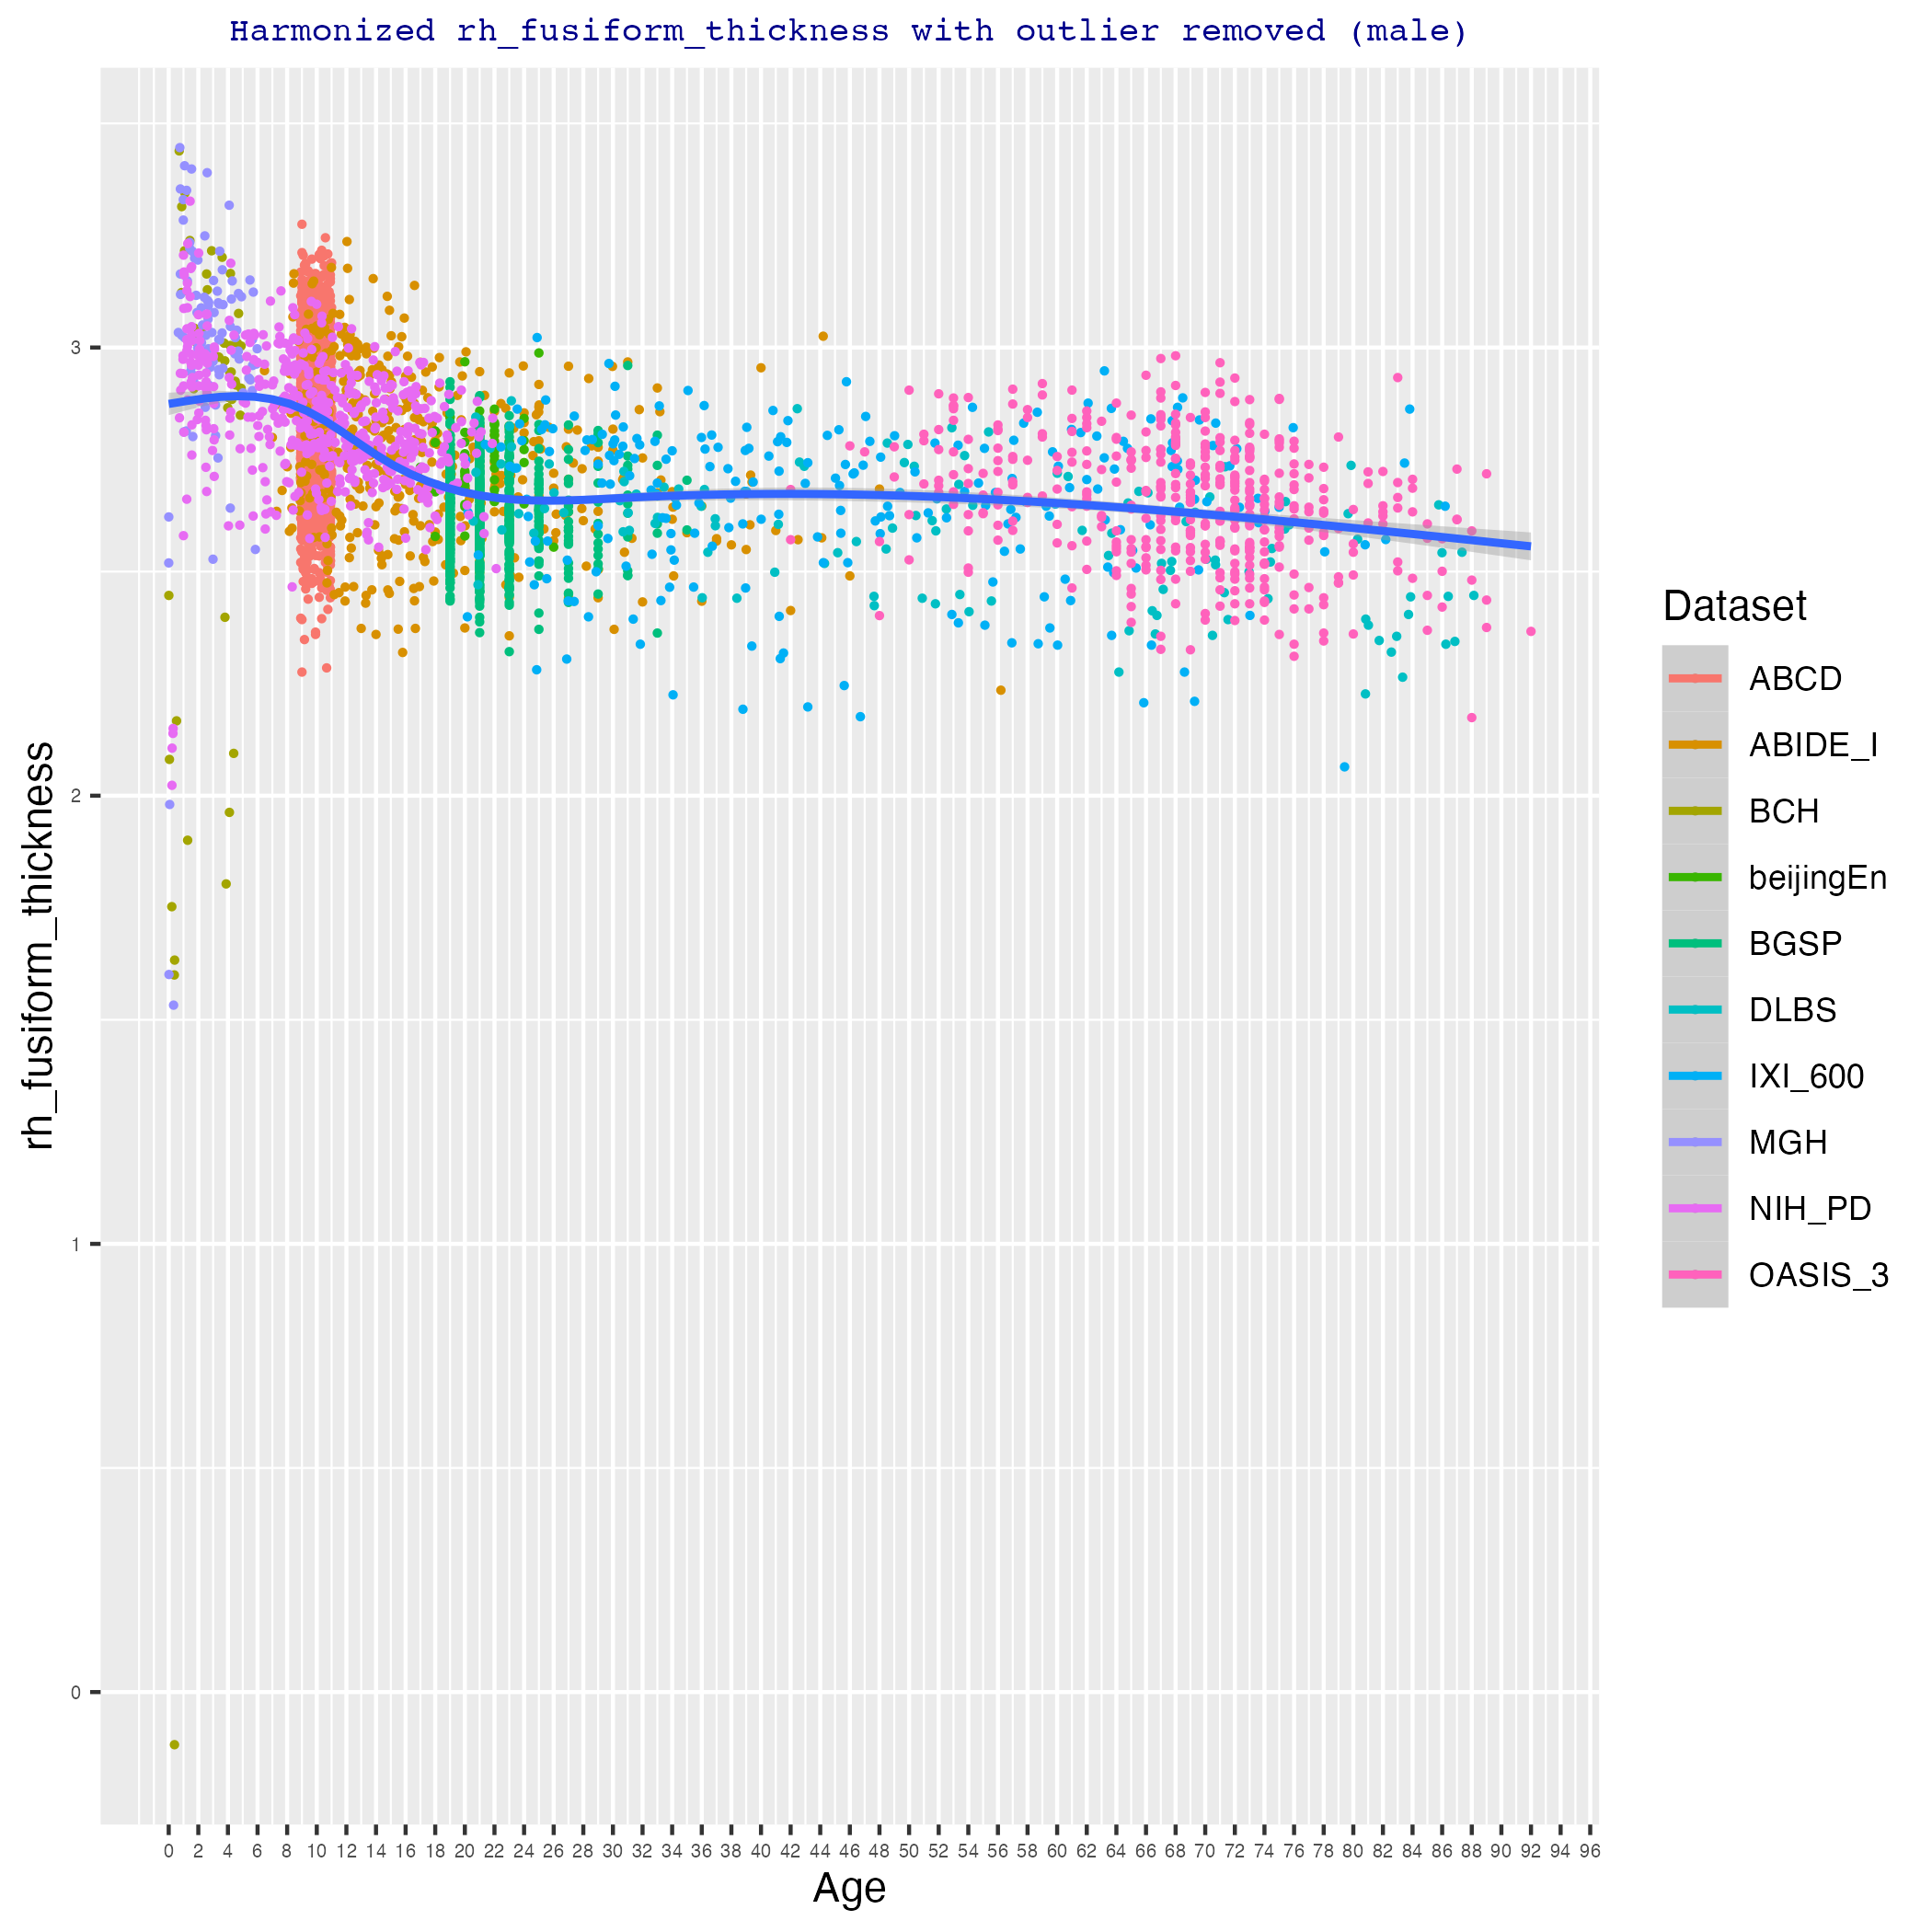 Harmonized rh_fusiform_thickness with outlier removed (male)
rh_fusiform_thickness
3
2
1
0
0 2 4 6 8 10 12 14 16 18 20 22 24 26 28 30 32 34 36 38 40 42 44 46 48 50 52 54 56 58 60 62 64 66 68 70 72 74 76 78 80 82 84 86 88 90 92 94 96
Age
Dataset
ABCD
ABIDE_I
BCH
beijingEn
BGSP
DLBS
IXI_600
MGH
NIH_PD
OASIS_3